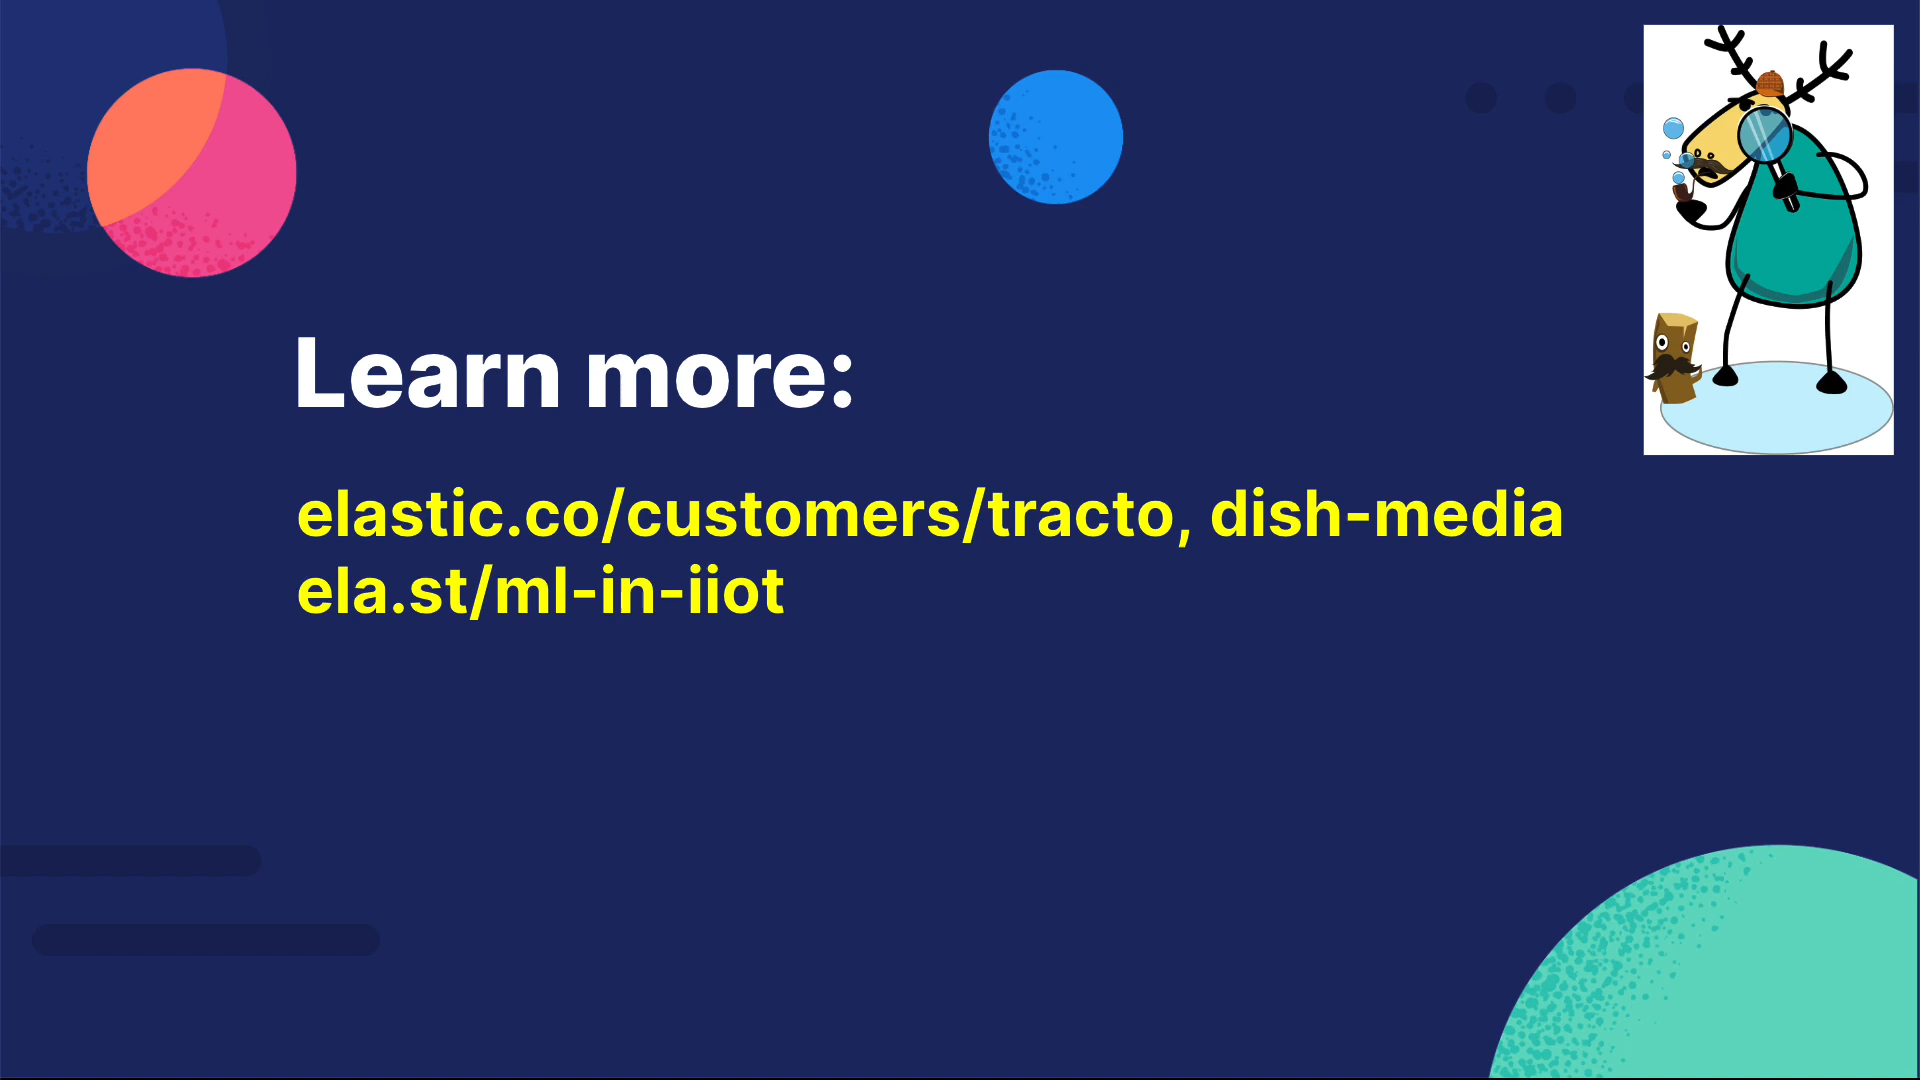 Learn more:
elastic.co/customers/tracto, dish-media
ela.st/ml-in-iiot